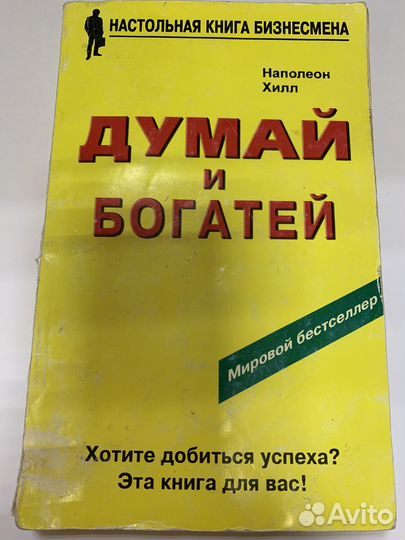 НАСТОЛЬНАЯ КНИГА БИЗНЕСМЕНА
Наполеон
Хилл
ДУМАЙ
и
БОГАТЕЙ
Мировой бестселлер!
Хотите добиться успеха?
Эта книга для вас!
Avito